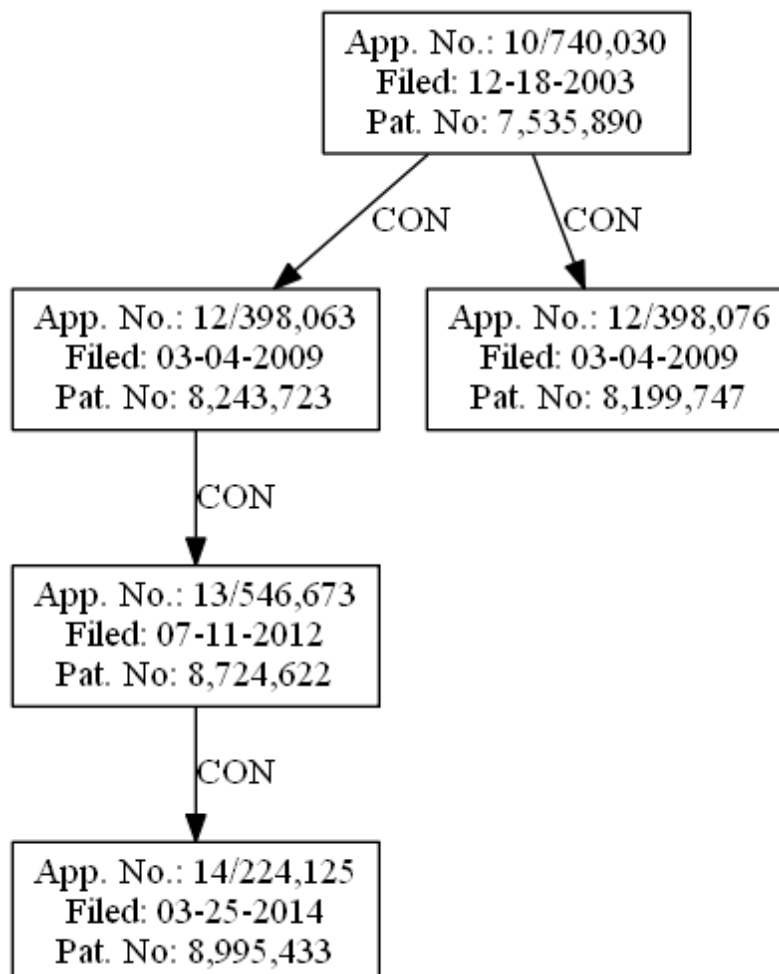 App. No.: 10/740,030
Filed: 12-18-2003
Pat. No: 7,535,890
CON
CON
App. No.: 12/398,063
Filed: 03-04-2009
Pat. No: 8,243,723
App. No.: 12/398,076
Filed: 03-04-2009
Pat. No: 8,199,747
CON
App. No.: 13/546,673
Filed: 07-11-2012
Pat. No: 8,724,622
CON
App. No.: 14/224,125
Filed: 03-25-2014
Pat. No: 8,995,433